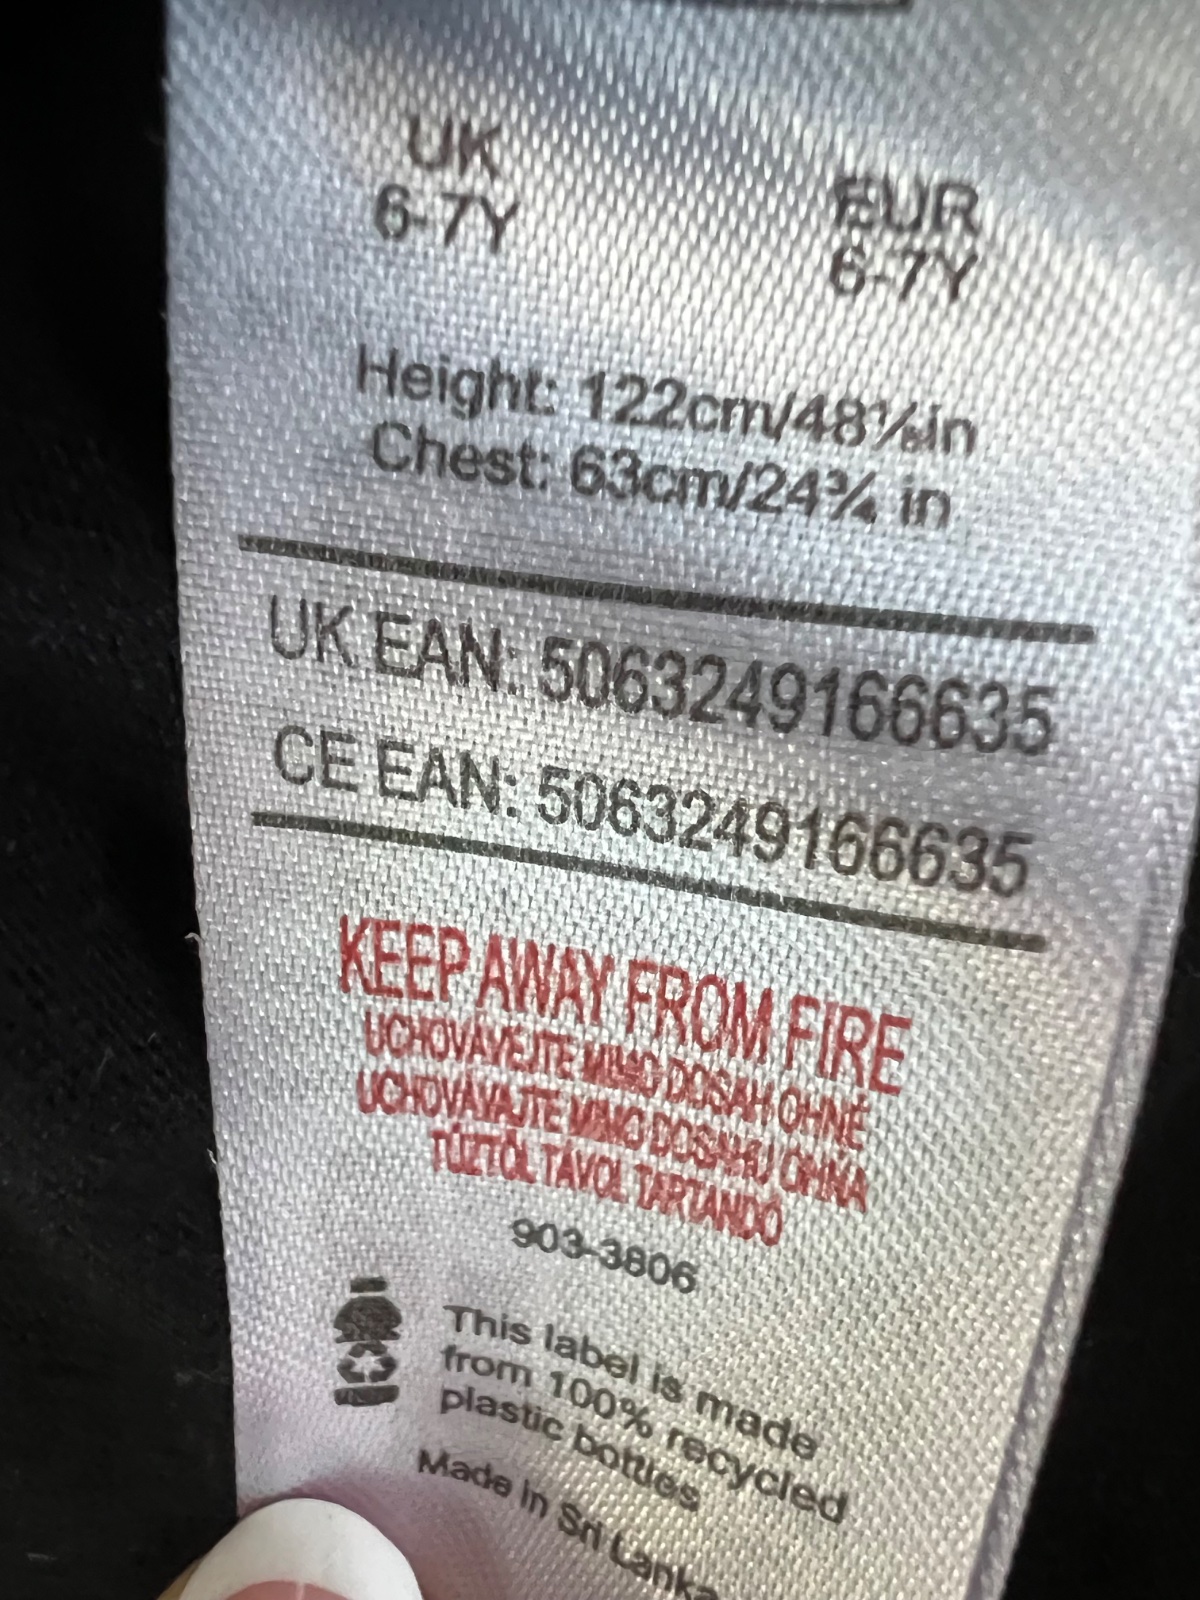 UK
6-7Y
EUR
6-7Y
Height: 122cm/48⅛in
Chest: 63cm/24¾ in
UK EAN: 5063249166635
CE EAN: 5063249166635
KEEP AWAY FROM FIRE
UCHOVÁVEJTE MIMO DOSAH OHNĚ
UCHOVÁVAJTE MIMO DOSAHU OHŇA
TŰZTŐL TÁVOL TARTANDÓ
903-3806
This label is made
from 100% recycled
plastic bottles
Made in Sri Lanka